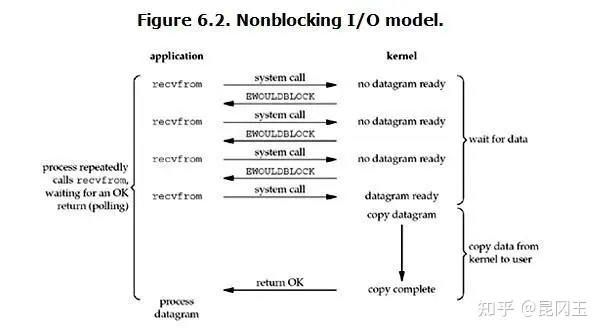 Figure 6.2. Nonblocking I/O model.
application kernel
recvfrom system call no datagram ready
EWOULDBLOCK
recvfrom system call no datagram ready
EWOULDBLOCK
recvfrom system call no datagram ready
EWOULDBLOCK
recvfrom system call datagram ready
copy datagram
wait for data
process repeatedly
calls recvfrom,
waiting for an OK
return (polling)
copy data from
kernel to user
return OK copy complete
process
datagram
知乎 @昆冈玉